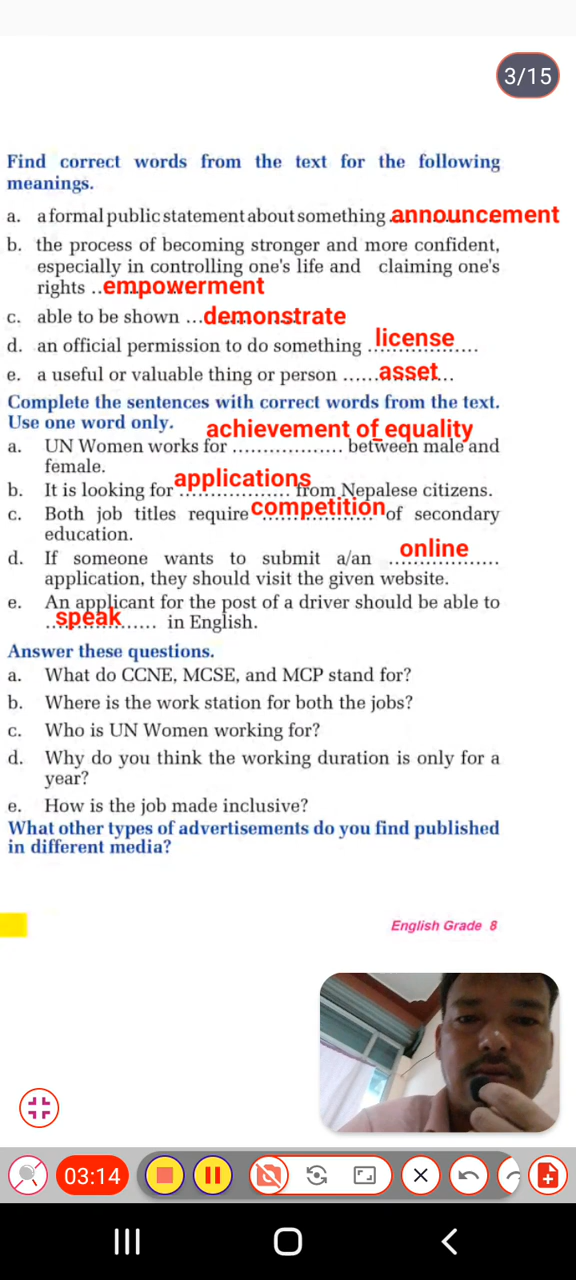 3/15
Find correct words from the text for the following
meanings.
a. a formal public statement about something ..announcement
b. the process of becoming stronger and more confident,
especially in controlling one's life and claiming one's
rights ..empowerment
c. able to be shown ...demonstrate
d. an official permission to do something license
e. a useful or valuable thing or person ......asset...
Complete the sentences with correct words from the text.
Use one word only. achievement of equality
a. UN Women works for .................. between male and
female.
b. It is looking for applications from Nepalese citizens.
c. Both job titles require competition of secondary
education.
d. If someone wants to submit a/an online
application, they should visit the given website.
e. An applicant for the post of a driver should be able to
..speak...... in English.
Answer these questions.
a. What do CCNE, MCSE, and MCP stand for?
b. Where is the work station for both the jobs?
c. Who is UN Women working for?
d. Why do you think the working duration is only for a
year?
e. How is the job made inclusive?
What other types of advertisements do you find published
in different media?
English Grade 8
03:14